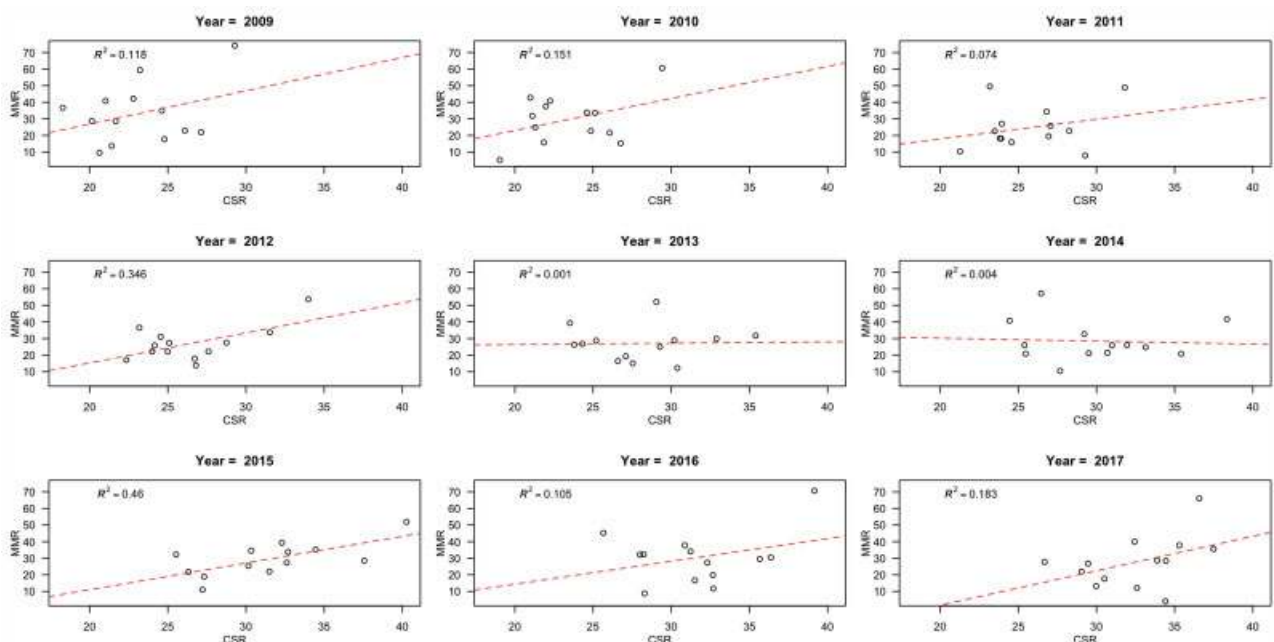 Year = 2009
R² = 0.118
MMR
70
60
50
40
30
20
10
20 25 30 35 40
CSR
Year = 2010
R² = 0.151
MMR
70
60
50
40
30
20
10
20 25 30 35 40
CSR
Year = 2011
R² = 0.074
MMR
70
60
50
40
30
20
10
20 25 30 35 40
CSR
Year = 2012
R² = 0.346
MMR
70
60
50
40
30
20
10
20 25 30 35 40
CSR
Year = 2013
R² = 0.001
MMR
70
60
50
40
30
20
10
20 25 30 35 40
CSR
Year = 2014
R² = 0.004
MMR
70
60
50
40
30
20
10
20 25 30 35 40
CSR
Year = 2015
R² = 0.46
MMR
70
60
50
40
30
20
10
20 25 30 35 40
CSR
Year = 2016
R² = 0.105
MMR
70
60
50
40
30
20
10
20 25 30 35 40
CSR
Year = 2017
R² = 0.183
MMR
70
60
50
40
30
20
10
20 25 30 35 40
CSR